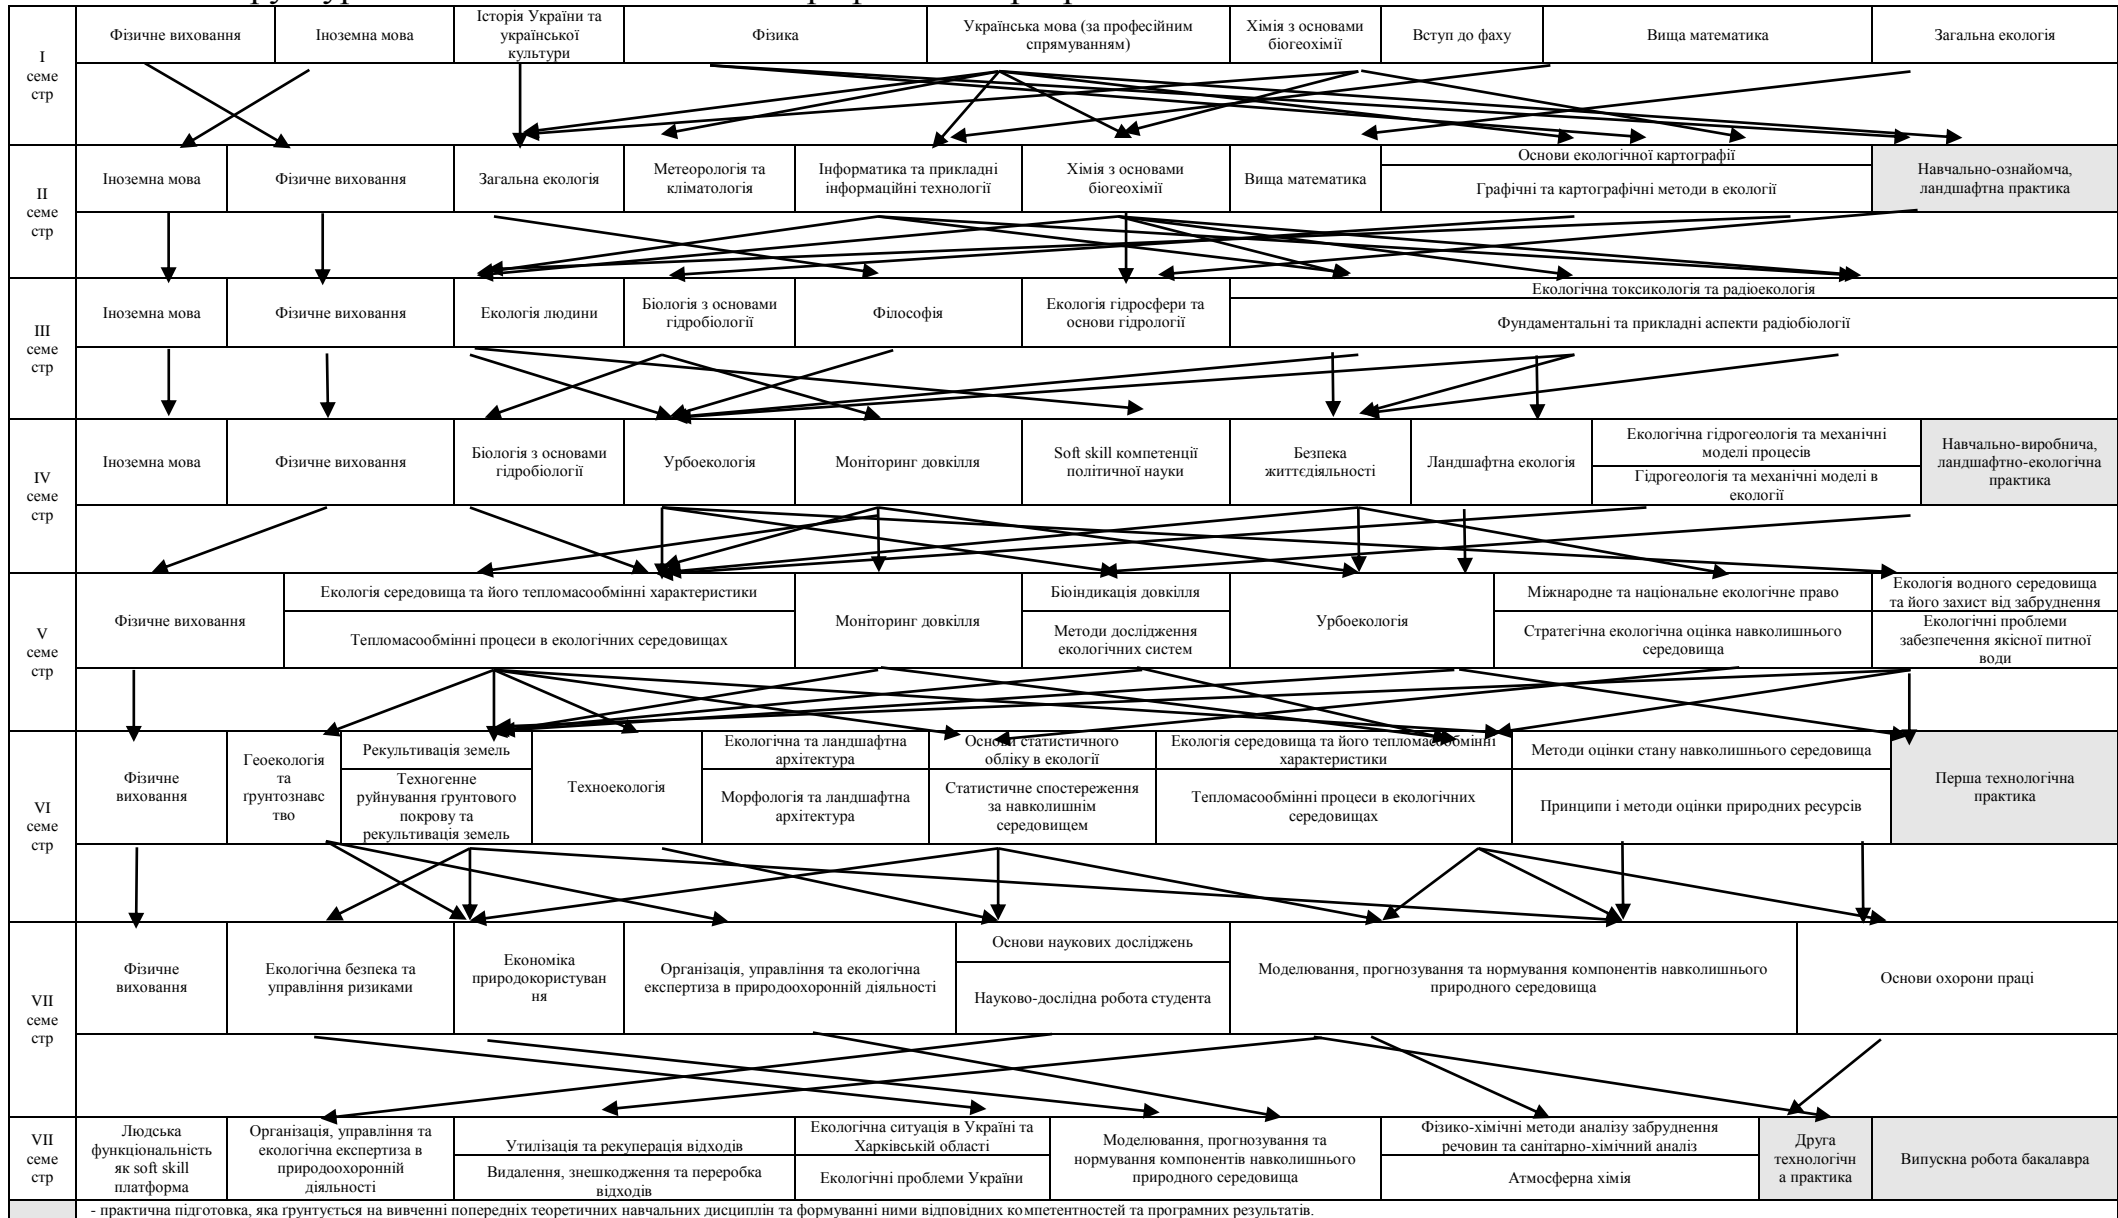 І
семе
стр
Фізичне виховання
Іноземна мова
Історія України та
української
культури
Фізика
Українська мова (за професійним
спрямуванням)
Хімія з основами
біогеохімії
Вступ до фаху
Вища математика
Загальна екологія
ІІ
семе
стр
Іноземна мова
Фізичне виховання
Загальна екологія
Метеорологія та
кліматологія
Інформатика та прикладні
інформаційні технології
Хімія з основами
біогеохімії
Вища математика
Основи екологічної картографії
Графічні та картографічні методи в екології
Навчально-ознайомча,
ландшафтна практика
ІІІ
семе
стр
Іноземна мова
Фізичне виховання
Екологія людини
Біологія з основами
гідробіології
Філософія
Екологія гідросфери та
основи гідрології
Екологічна токсикологія та радіоекологія
Фундаментальні та прикладні аспекти радіобіології
IV
семе
стр
Іноземна мова
Фізичне виховання
Біологія з основами
гідробіології
Урбоекологія
Моніторинг довкілля
Soft skill компетенції
політичної науки
Безпека
життєдіяльності
Ландшафтна екологія
Екологічна гідрогеологія та механічні
моделі процесів
Гідрогеологія та механічні моделі в
екології
Навчально-виробнича,
ландшафтно-екологічна
практика
V
семе
стр
Фізичне виховання
Екологія середовища та його тепломасообмінні характеристики
Тепломасообмінні процеси в екологічних середовищах
Моніторинг довкілля
Біоіндикація довкілля
Методи дослідження
екологічних систем
Урбоекологія
Міжнародне та національне екологічне право
Стратегічна екологічна оцінка навколишнього
середовища
Екологія водного середовища
та його захист від забруднення
Екологічні проблеми
забезпечення якісної питної
води
VI
семе
стр
Фізичне
виховання
Геоекологія
та
ґрунтознавс
тво
Рекультивація земель
Техногенне
руйнування ґрунтового
покрову та
рекультивація земель
Техноекологія
Екологічна та ландшафтна
архітектура
Морфологія та ландшафтна
архітектура
Основи статистичного
обліку в екології
Статистичне спостереження
за навколишнім
середовищем
Екологія середовища та його тепломасообмінні
характеристики
Тепломасообмінні процеси в екологічних
середовищах
Методи оцінки стану навколишнього середовища
Принципи і методи оцінки природних ресурсів
Перша технологічна
практика
VII
семе
стр
Фізичне
виховання
Екологічна безпека та
управління ризиками
Економіка
природокористуван
ня
Організація, управління та екологічна
експертиза в природоохоронній діяльності
Основи наукових досліджень
Науково-дослідна робота студента
Моделювання, прогнозування та нормування компонентів навколишнього
природного середовища
Основи охорони праці
VII
семе
стр
Людська
функціональність
як soft skill
платформа
Організація, управління та
екологічна експертиза в
природоохоронній
діяльності
Утилізація та рекуперація відходів
Видалення, знешкодження та переробка
відходів
Екологічна ситуація в Україні та
Харківській області
Екологічні проблеми України
Моделювання, прогнозування та
нормування компонентів навколишнього
природного середовища
Фізико-хімічні методи аналізу забруднення
речовин та санітарно-хімічний аналіз
Атмосферна хімія
Друга
технологічн
а практика
Випускна робота бакалавра
- практична підготовка, яка ґрунтується на вивченні попередніх теоретичних навчальних дисциплін та формуванні ними відповідних компетентностей та програмних результатів.